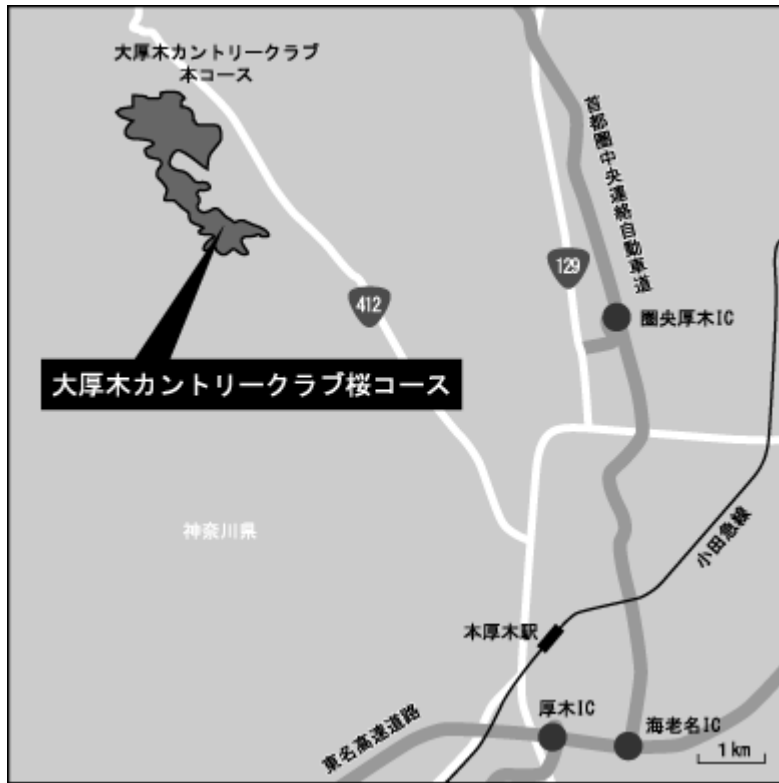 大厚木カントリークラブ
本コース
首都圏中央連絡自動車道
129
412
圏央厚木IC
大厚木カントリークラブ桜コース
神奈川県
小田急線
本厚木駅
東名高速道路
厚木IC
海老名IC
1km